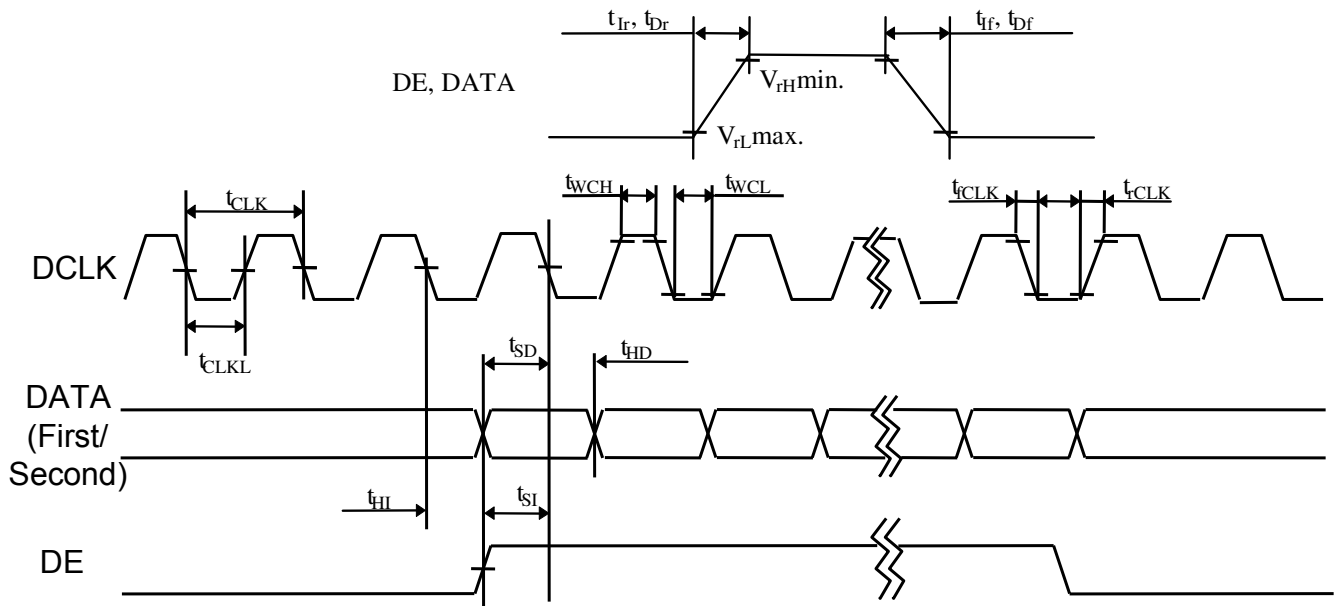 tIr, tDr
tIf, tDf
DE, DATA
VrHmin.
VrLmax.
tCLK
tWCH
tWCL
tfCLK
trCLK
DCLK
tCLKL
tSD
tHD
DATA
(First/
Second)
tHI
tSI
DE